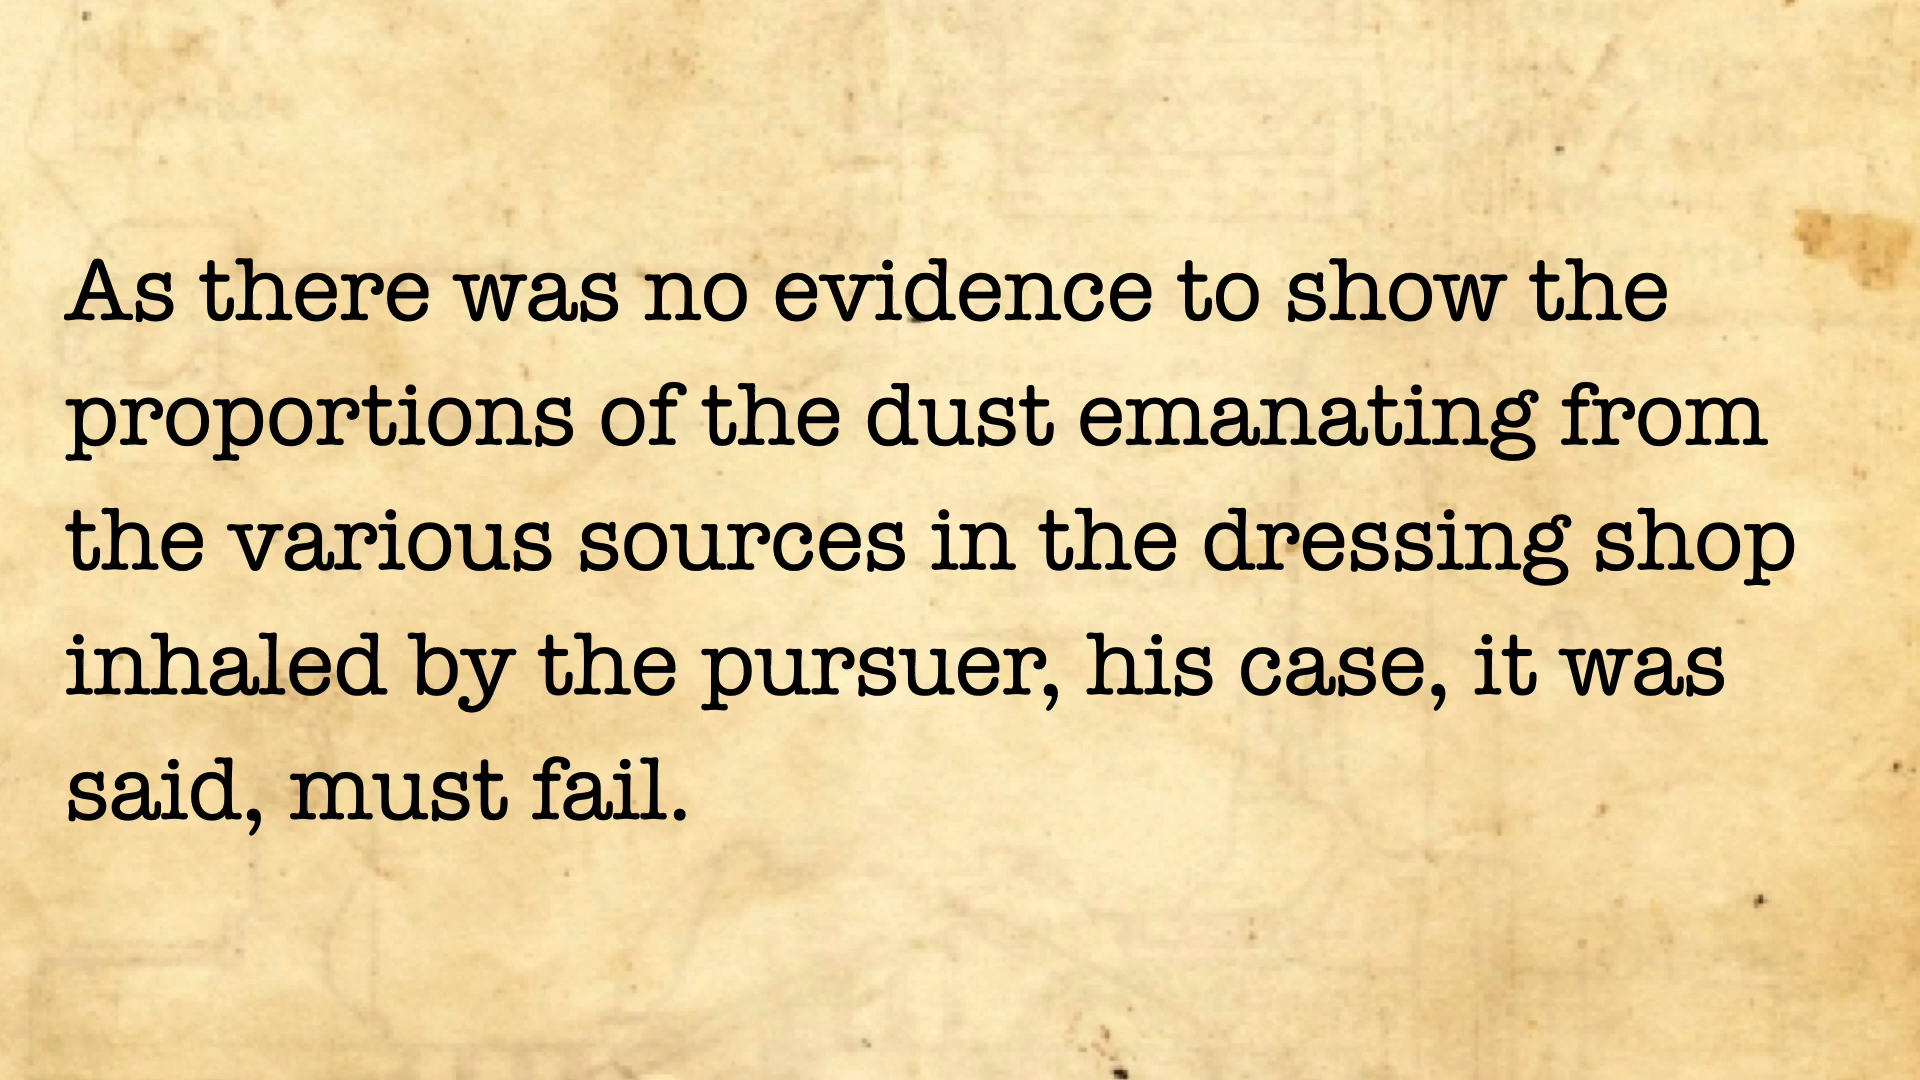 As there was no evidence to show the
proportions of the dust emanating from
the various sources in the dressing shop
inhaled by the pursuer, his case, it was
said, must fail.